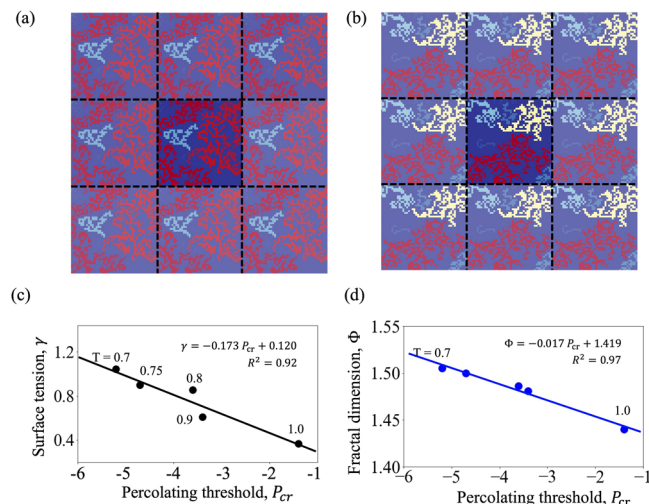 (a)
(b)
(c)
(d)
Surface tension, γ
1.2
0.8
0.4
T = 0.7
0.75
0.8
0.9
1.0
γ = −0.173 P_cr + 0.120
R² = 0.92
-6 -5 -4 -3 -2 -1
Percolating threshold, P_cr
Fractal dimension, Φ
1.55
1.50
1.45
1.40
T = 0.7
1.0
Φ = −0.017 P_cr + 1.419
R² = 0.97
−6 −5 −4 −3 −2 −1
Percolating threshold, P_cr